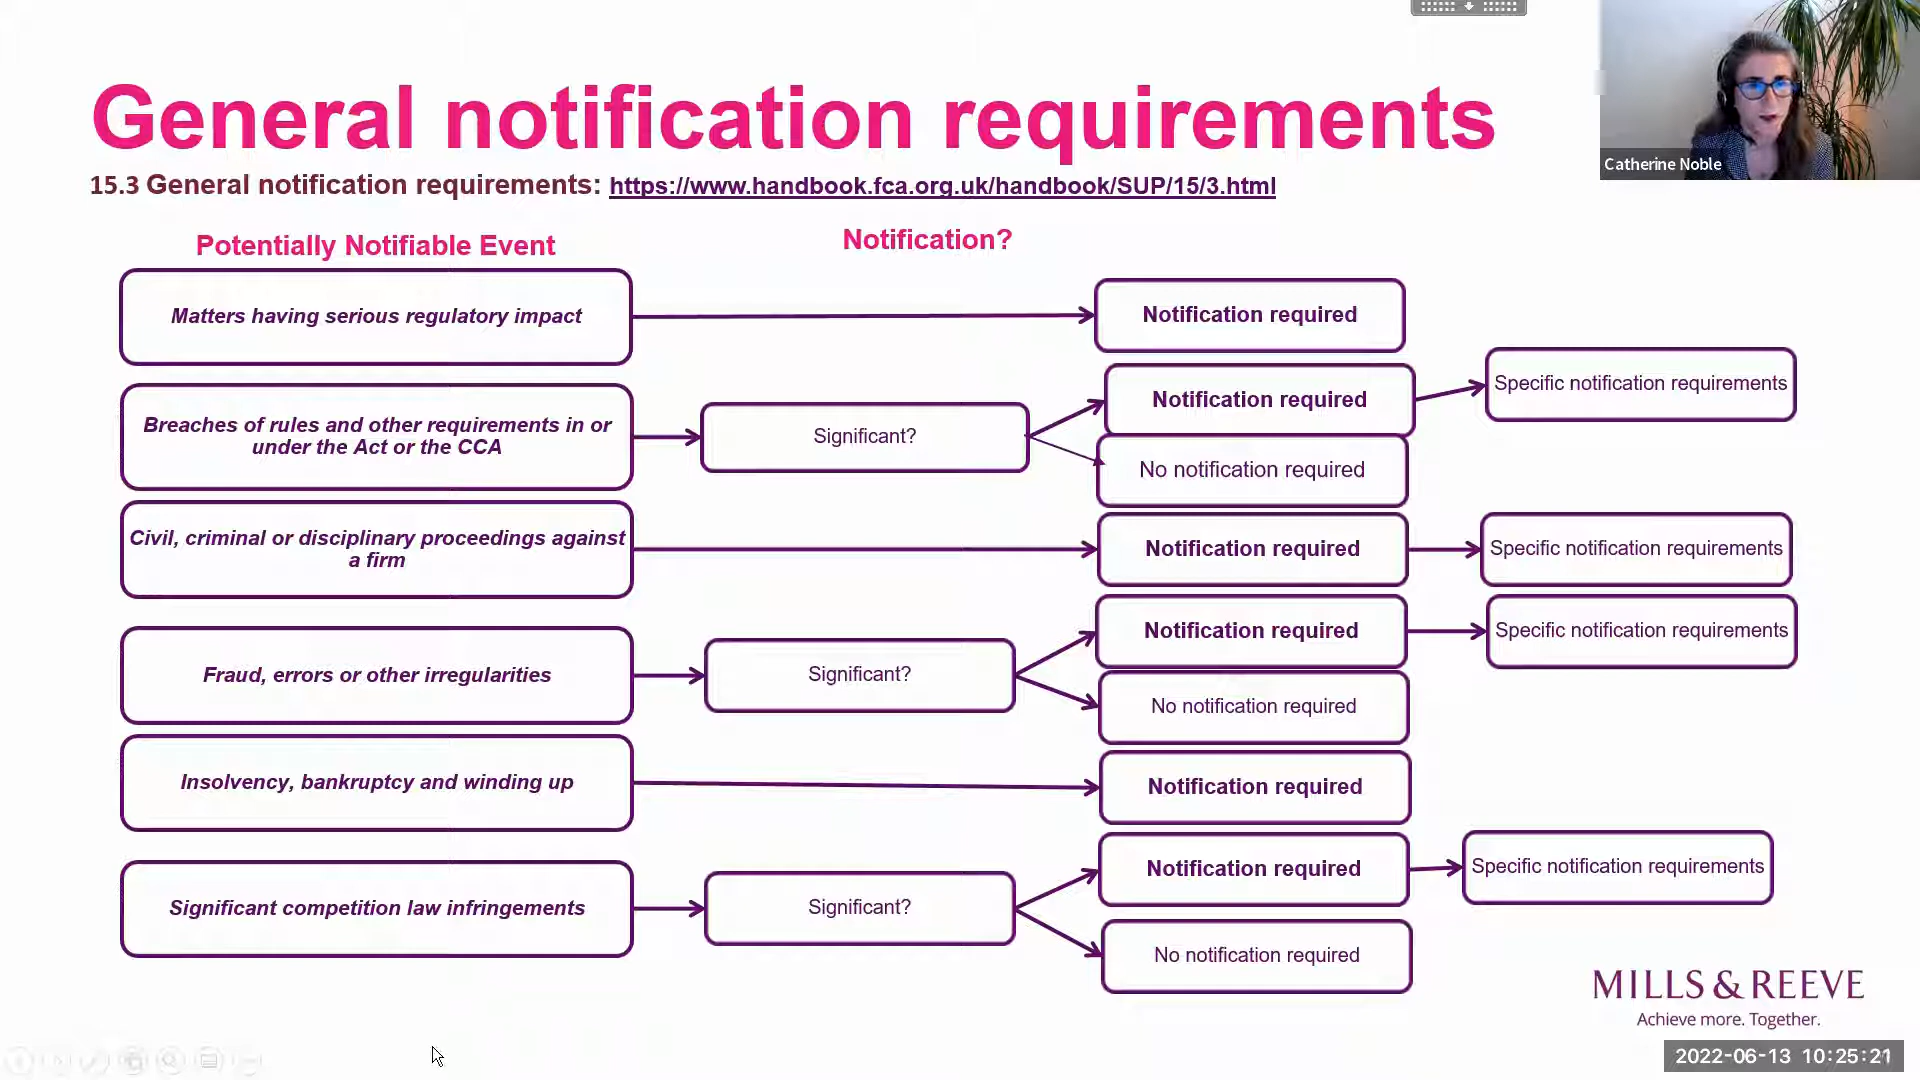 General notification requirements
Catherine Noble
15.3 General notification requirements: https://www.handbook.fca.org.uk/handbook/SUP/15/3.html
Potentially Notifiable Event
Notification?
Matters having serious regulatory impact
Notification required
Breaches of rules and other requirements in or
under the Act or the CCA
Significant?
Notification required
Specific notification requirements
No notification required
Civil, criminal or disciplinary proceedings against
a firm
Notification required
Specific notification requirements
Fraud, errors or other irregularities
Significant?
Notification required
Specific notification requirements
No notification required
Insolvency, bankruptcy and winding up
Notification required
Significant competition law infringements
Significant?
Notification required
Specific notification requirements
No notification required
MILLS & REEVE
Achieve more. Together.
2022-06-13 10:25:21